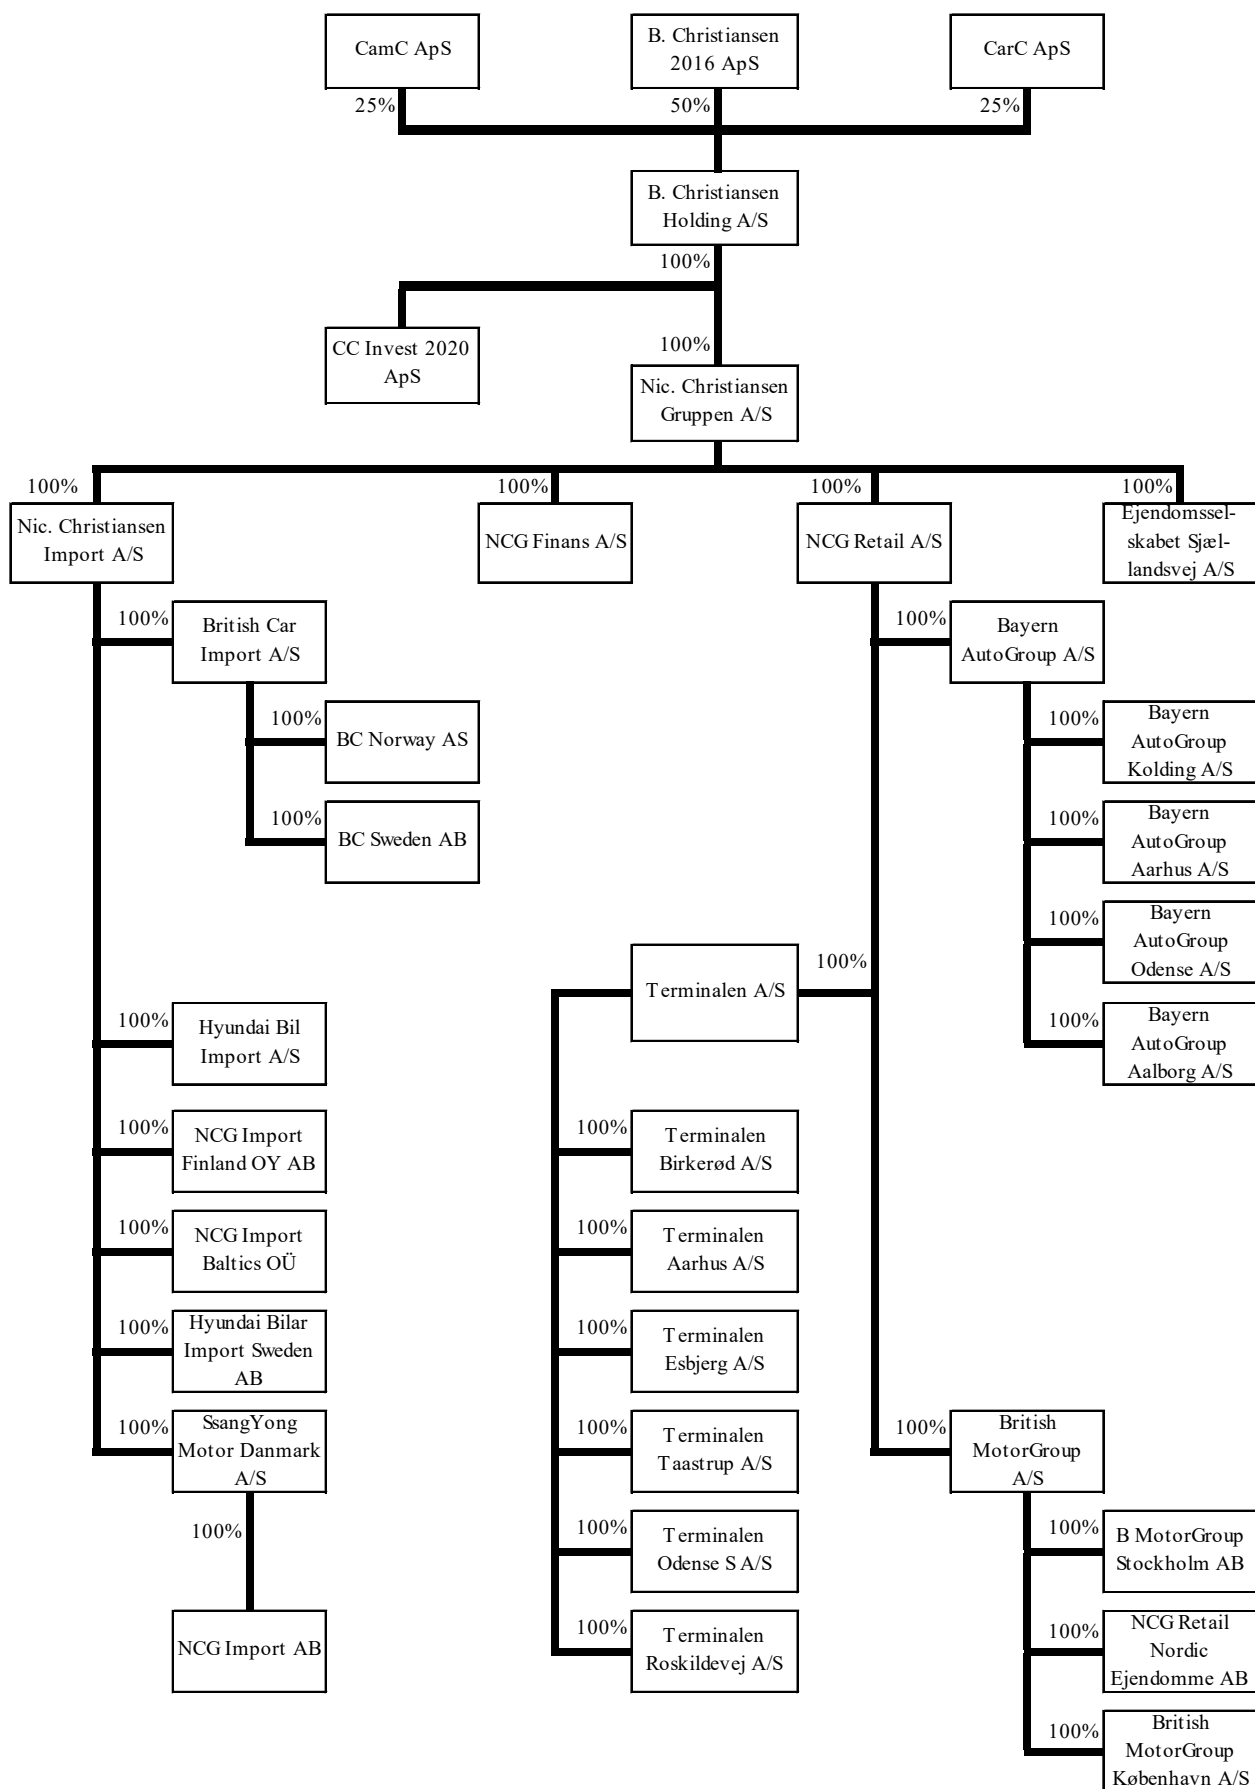 CamC ApS
B. Christiansen
2016 ApS
CarC ApS
25%
50%
25%
B. Christiansen
Holding A/S
100%
CC Invest 2020
ApS
100%
Nic. Christiansen
Gruppen A/S
100%
100%
100%
100%
Nic. Christiansen
Import A/S
NCG Finans A/S
NCG Retail A/S
Ejendomssel-
skabet Sjæl-
landsvej A/S
100%
British Car
Import A/S
100%
Bayern
AutoGroup A/S
100%
BC Norway AS
100%
Bayern
AutoGroup
Kolding A/S
100%
BC Sweden AB
100%
Bayern
AutoGroup
Aarhus A/S
100%
Bayern
AutoGroup
Odense A/S
Terminalen A/S
100%
100%
Hyundai Bil
Import A/S
100%
Bayern
AutoGroup
Aalborg A/S
100%
NCG Import
Finland OY AB
100%
Terminalen
Birkerød A/S
100%
NCG Import
Baltics OÜ
100%
Terminalen
Aarhus A/S
100%
Hyundai Bilar
Import Sweden
AB
100%
Terminalen
Esbjerg A/S
100%
SsangYong
Motor Danmark
A/S
100%
Terminalen
Taastrup A/S
100%
British
MotorGroup
A/S
100%
100%
Terminalen
Odense S A/S
100%
B MotorGroup
Stockholm AB
NCG Import AB
100%
Terminalen
Roskildevej A/S
100%
NCG Retail
Nordic
Ejendomme AB
100%
British
MotorGroup
København A/S